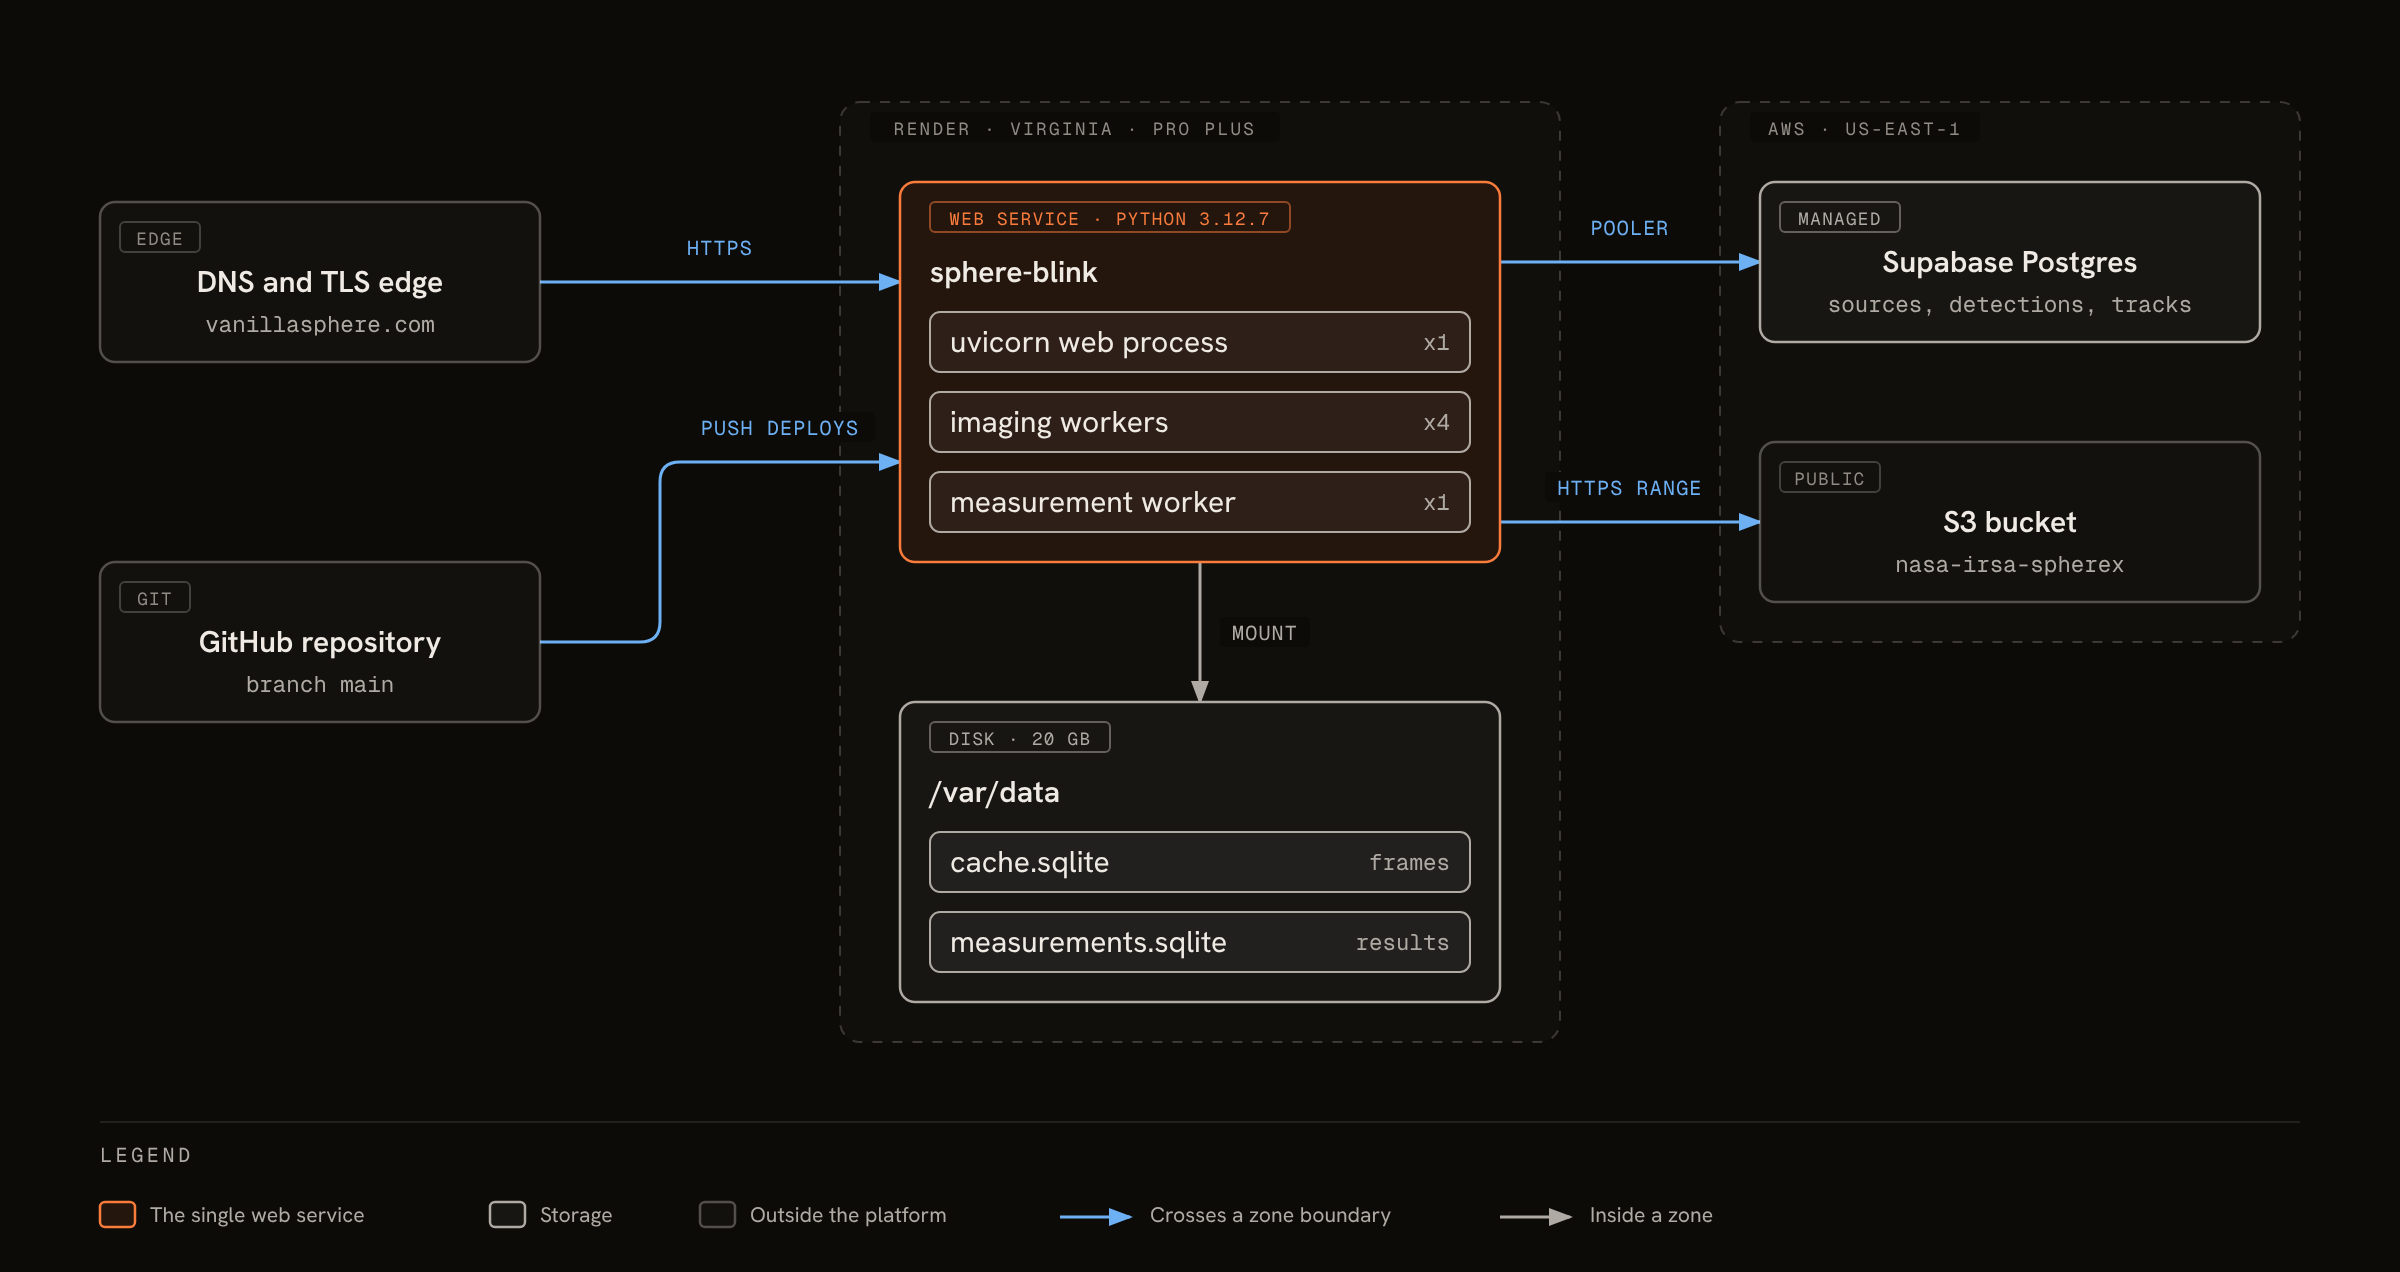 RENDER · VIRGINIA · PRO PLUS
AWS · US-EAST-1
EDGE
DNS and TLS edge
vanillasphere.com
HTTPS
WEB SERVICE · PYTHON 3.12.7
sphere-blink
uvicorn web process x1
imaging workers x4
measurement worker x1
POOLER
MANAGED
Supabase Postgres
sources, detections, tracks
PUSH DEPLOYS
HTTPS RANGE
PUBLIC
S3 bucket
nasa-irsa-spherex
GIT
GitHub repository
branch main
MOUNT
DISK · 20 GB
/var/data
cache.sqlite frames
measurements.sqlite results
LEGEND
The single web service
Storage
Outside the platform
Crosses a zone boundary
Inside a zone